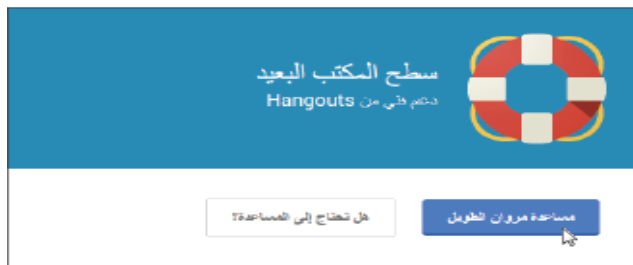 سطح المكتب البعيد
دعم فني من Hangouts
مساعدة مروان الطويل
هل تحتاج إلى المساعدة؟